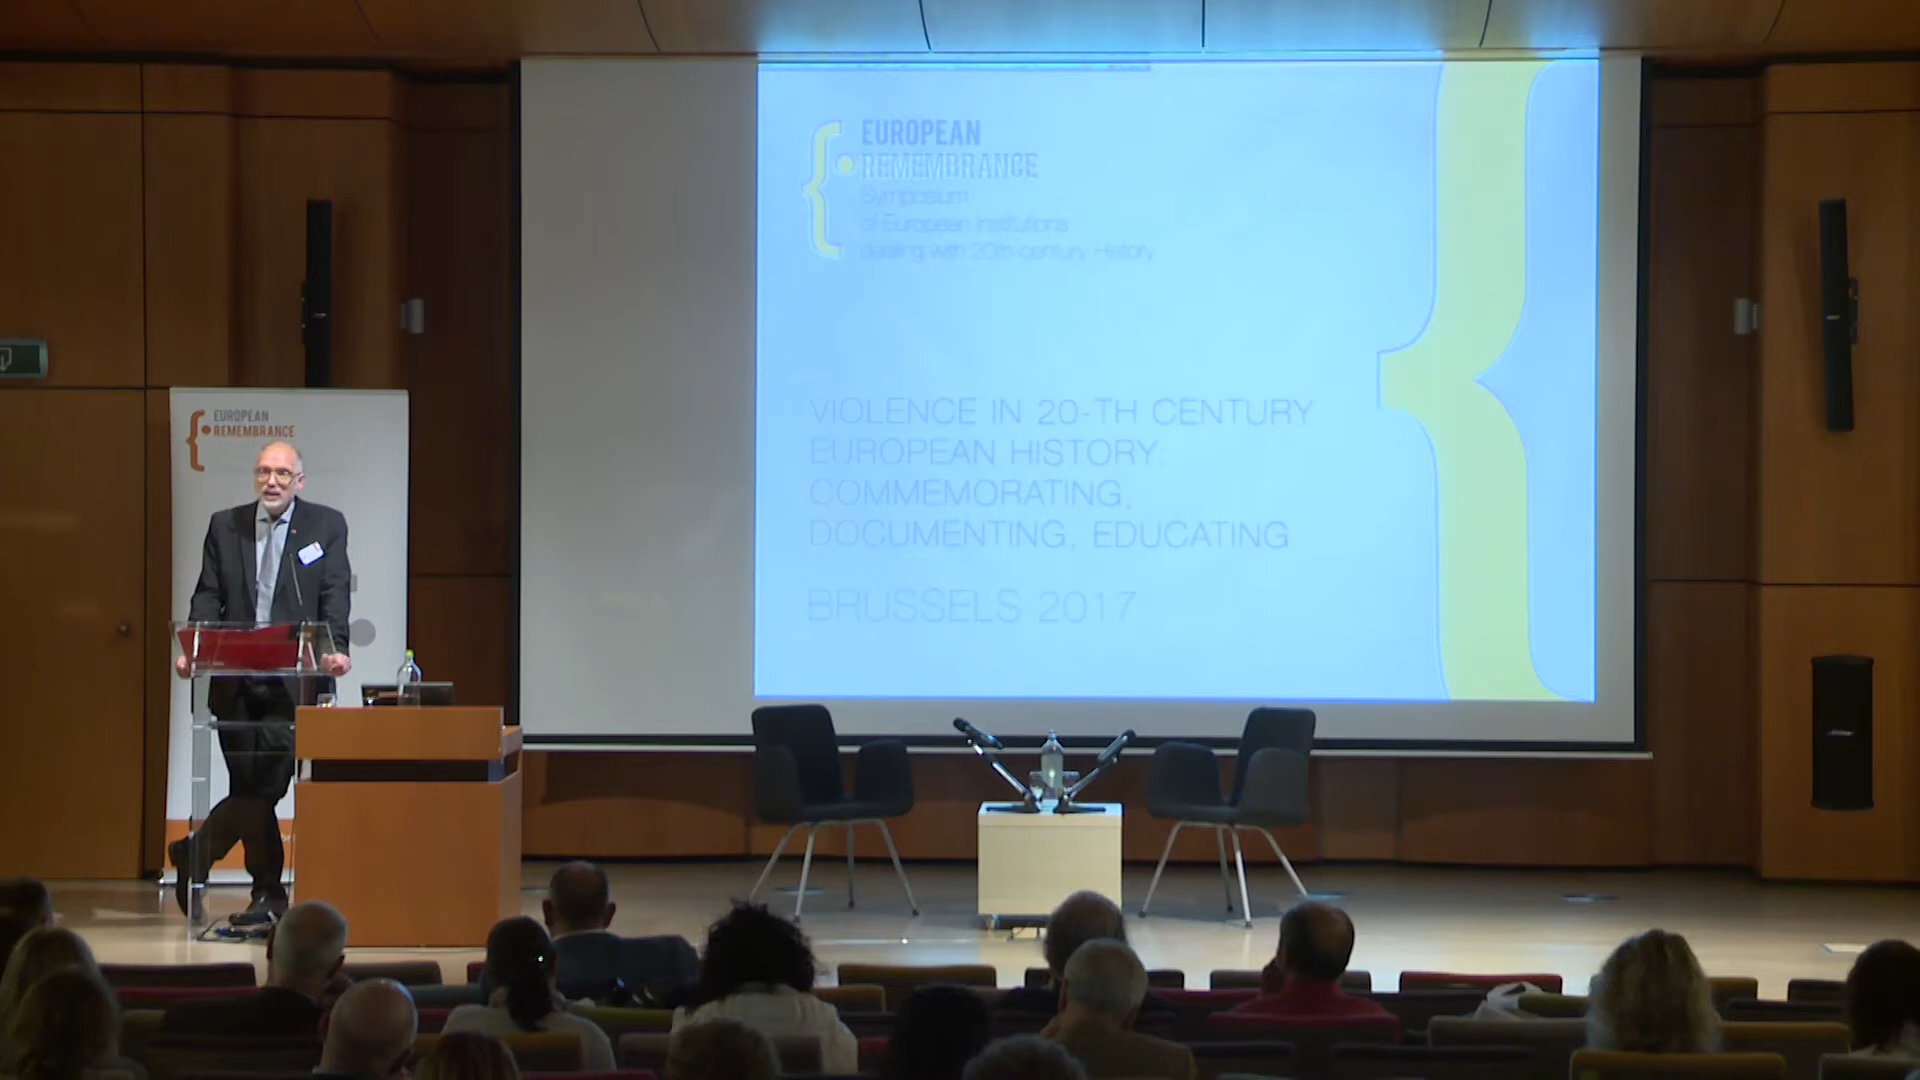 EUROPEAN
REMEMBRANCE
Symposium
of European Institutions
dealing with 20th-century History
VIOLENCE IN 20-TH CENTURY
EUROPEAN HISTORY:
COMMEMORATING,
DOCUMENTING, EDUCATING
BRUSSELS 2017
EUROPEAN
REMEMBRANCE